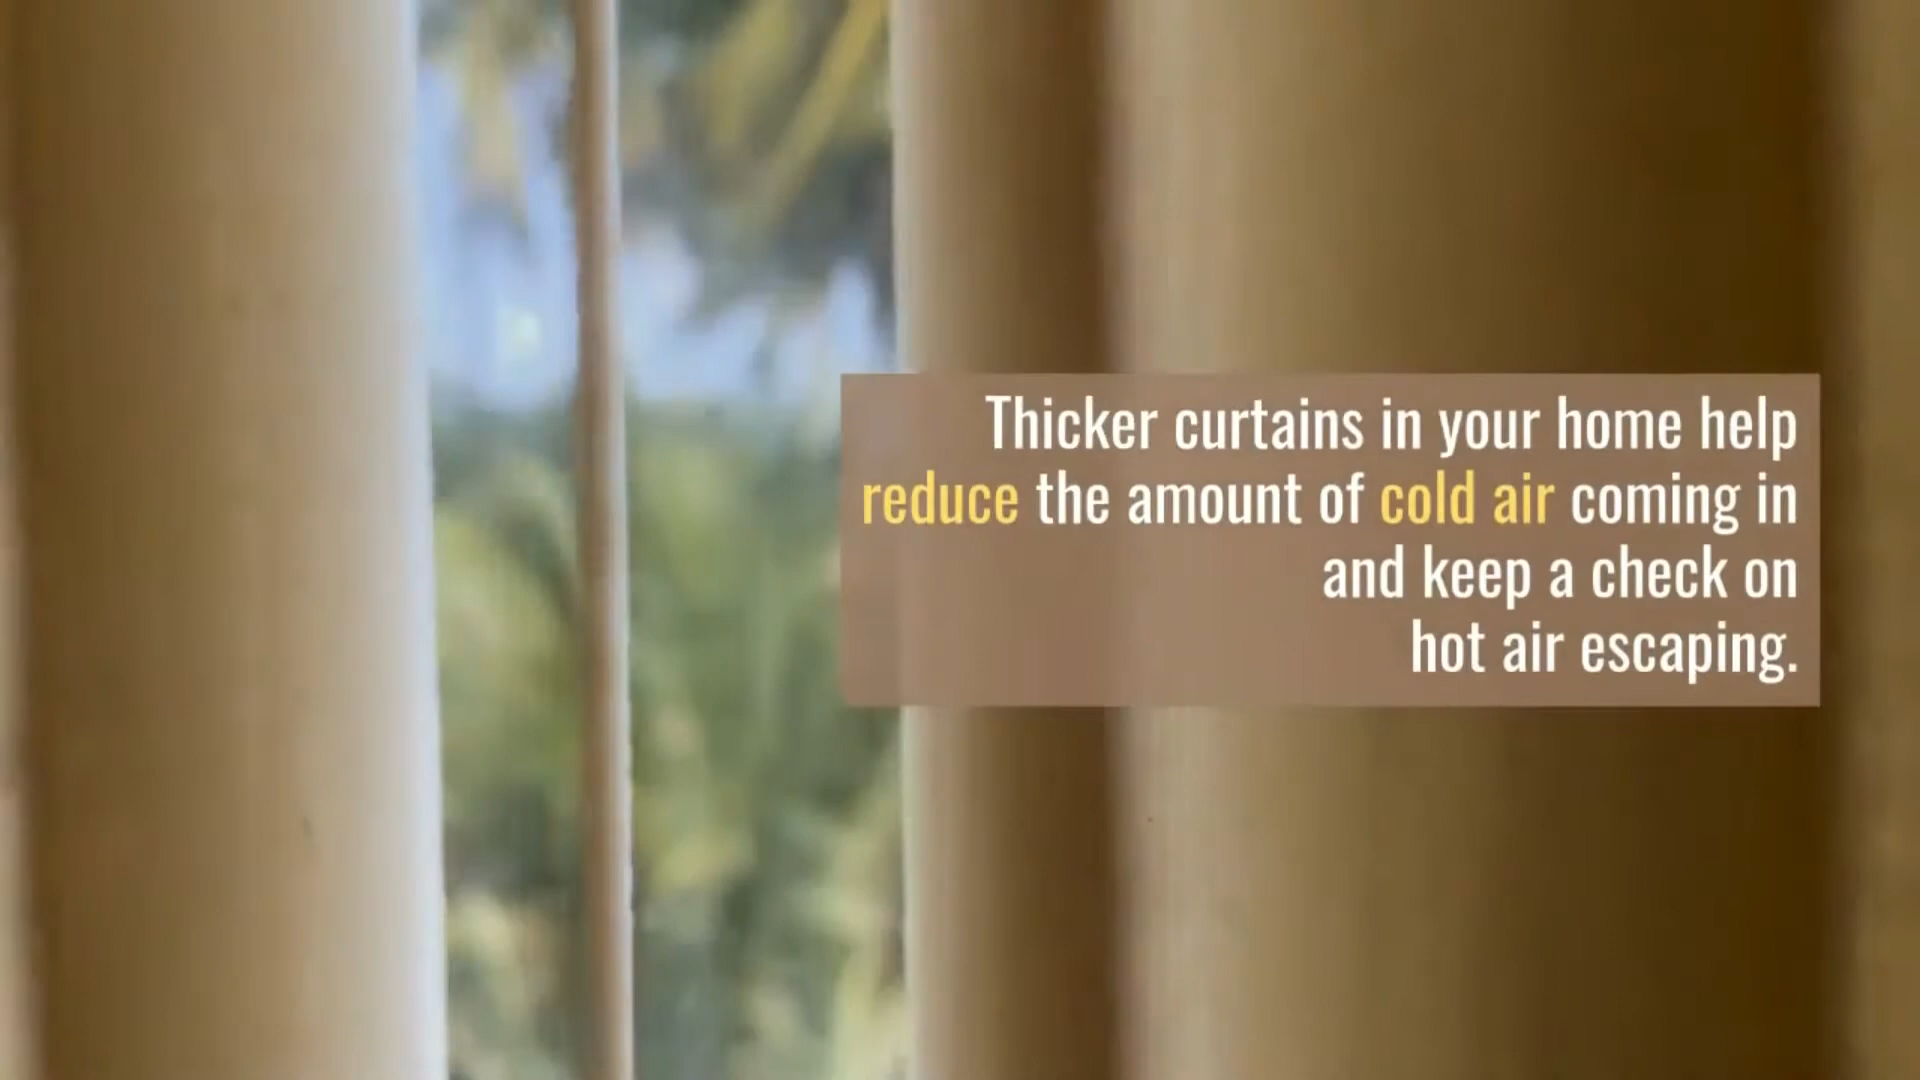 Thicker curtains in your home help
reduce the amount of cold air coming in
and keep a check on
hot air escaping.